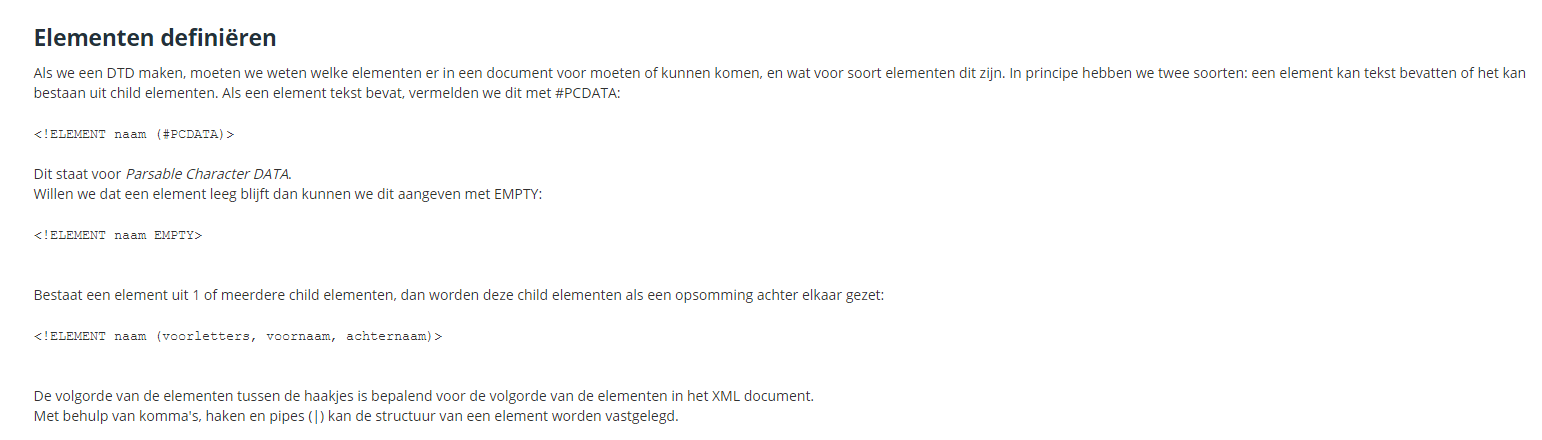 Elementen definiëren
Als we een DTD maken, moeten we weten welke elementen er in een document voor moeten of kunnen komen, en wat voor soort elementen dit zijn. In principe hebben we twee soorten: een element kan tekst bevatten of het kan
bestaan uit child elementen. Als een element tekst bevat, vermelden we dit met #PCDATA:
<!ELEMENT naam (#PCDATA)>
Dit staat voor Parsable Character DATA.
Willen we dat een element leeg blijft dan kunnen we dit aangeven met EMPTY:
<!ELEMENT naam EMPTY>
Bestaat een element uit 1 of meerdere child elementen, dan worden deze child elementen als een opsomming achter elkaar gezet:
<!ELEMENT naam (voorletters, voornaam, achternaam)>
De volgorde van de elementen tussen de haakjes is bepalend voor de volgorde van de elementen in het XML document.
Met behulp van komma's, haken en pipes (|) kan de structuur van een element worden vastgelegd.